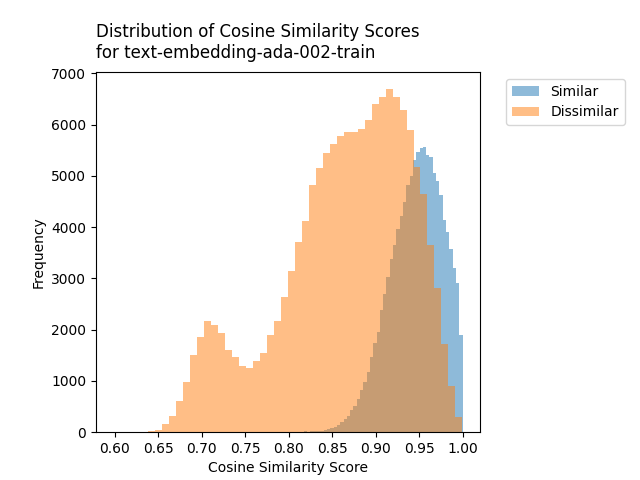 Distribution of Cosine Similarity Scores
for text-embedding-ada-002-train
Similar
Dissimilar
7000
6000
5000
4000
3000
2000
1000
0
Frequency
0.60 0.65 0.70 0.75 0.80 0.85 0.90 0.95 1.00
Cosine Similarity Score